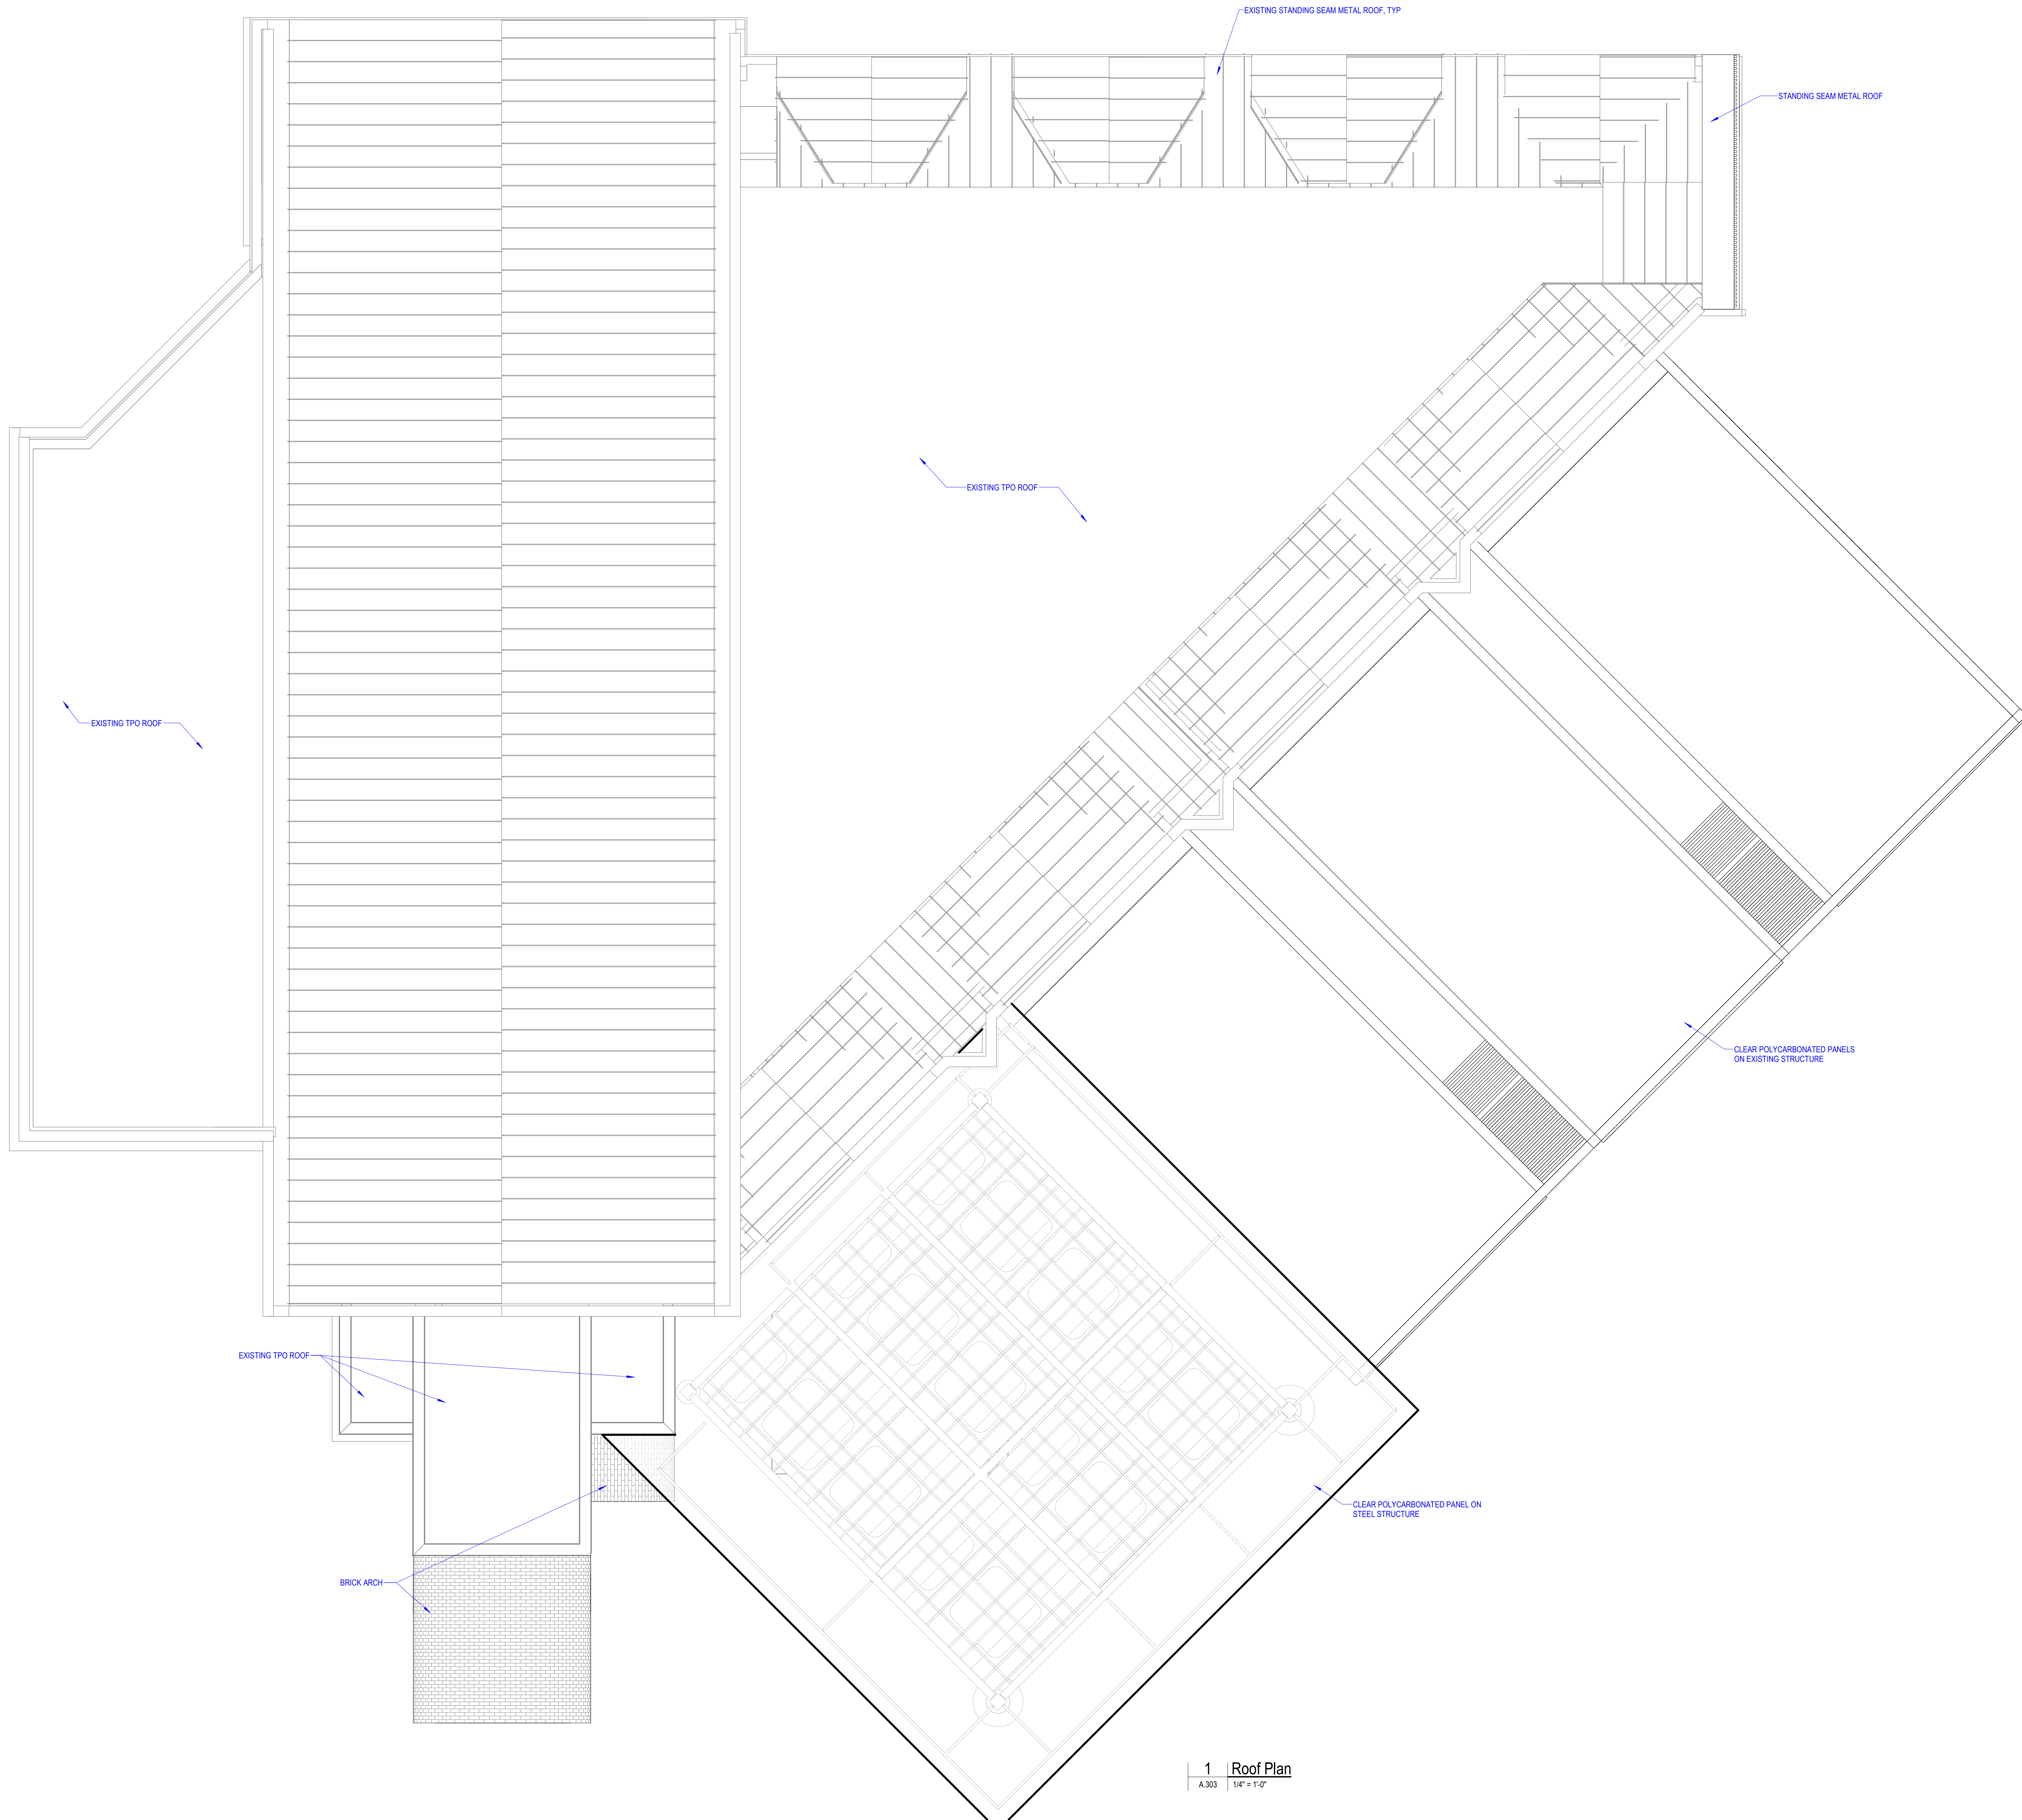 EXISTING STANDING SEAM METAL ROOF, TYP
STANDING SEAM METAL ROOF
EXISTING TPO ROOF
EXISTING TPO ROOF
CLEAR POLYCARBONATED PANELS
ON EXISTING STRUCTURE
EXISTING TPO ROOF
CLEAR POLYCARBONATED PANEL ON
STEEL STRUCTURE
BRICK ARCH
1 Roof Plan
A.303 1/4" = 1'-0"